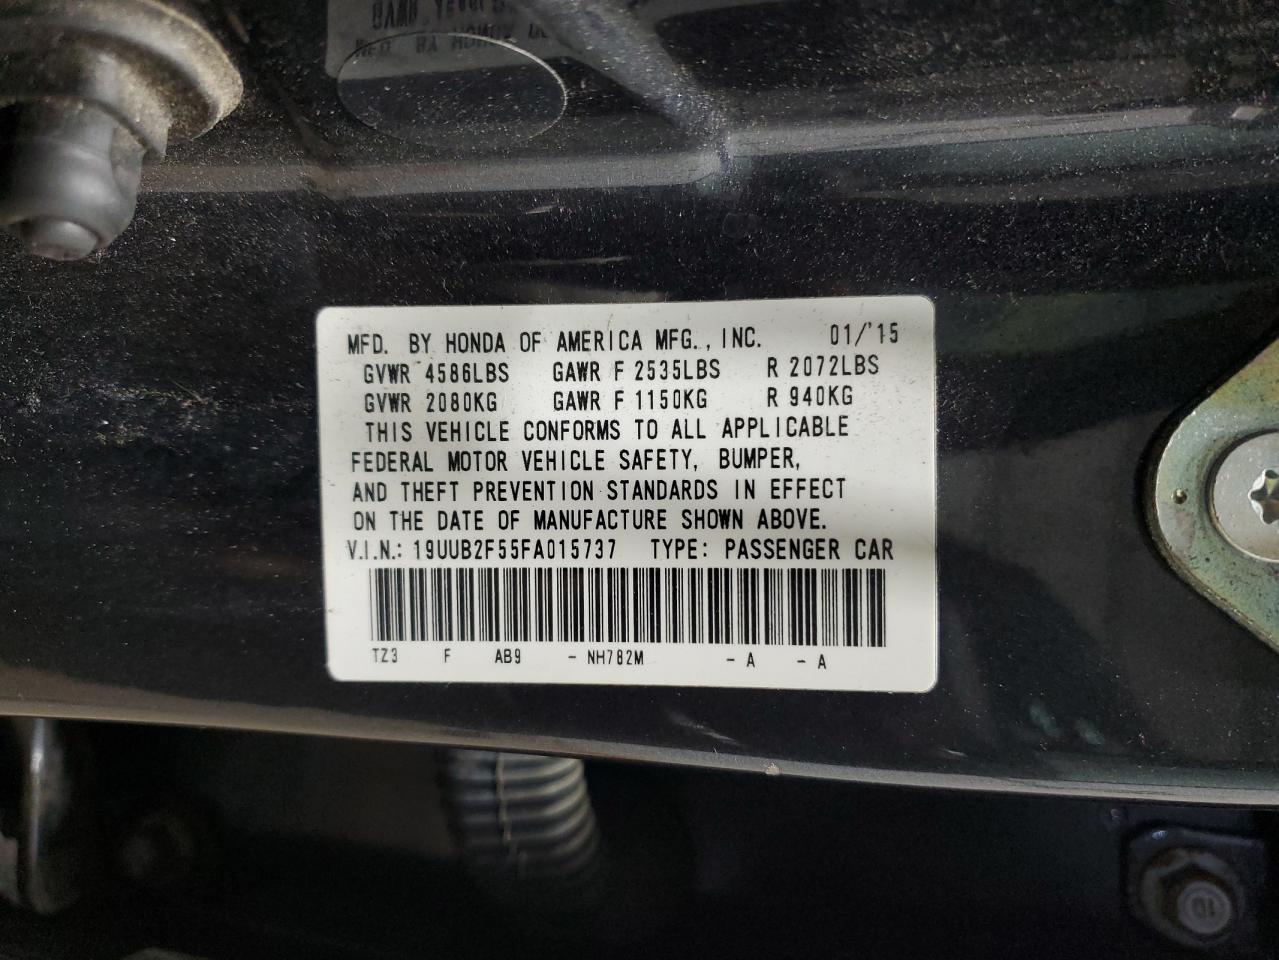 MFD. BY HONDA OF AMERICA MFG., INC. 01/'15
GVWR 4586LBS GAWR F 2535LBS R 2072LBS
GVWR 2080KG GAWR F 1150KG R 940KG
THIS VEHICLE CONFORMS TO ALL APPLICABLE
FEDERAL MOTOR VEHICLE SAFETY, BUMPER,
AND THEFT PREVENTION STANDARDS IN EFFECT
ON THE DATE OF MANUFACTURE SHOWN ABOVE.
V.I.N.: 19UUB2F55FA015737 TYPE: PASSENGER CAR
TZ3 F AB9 - NH782M - A - A